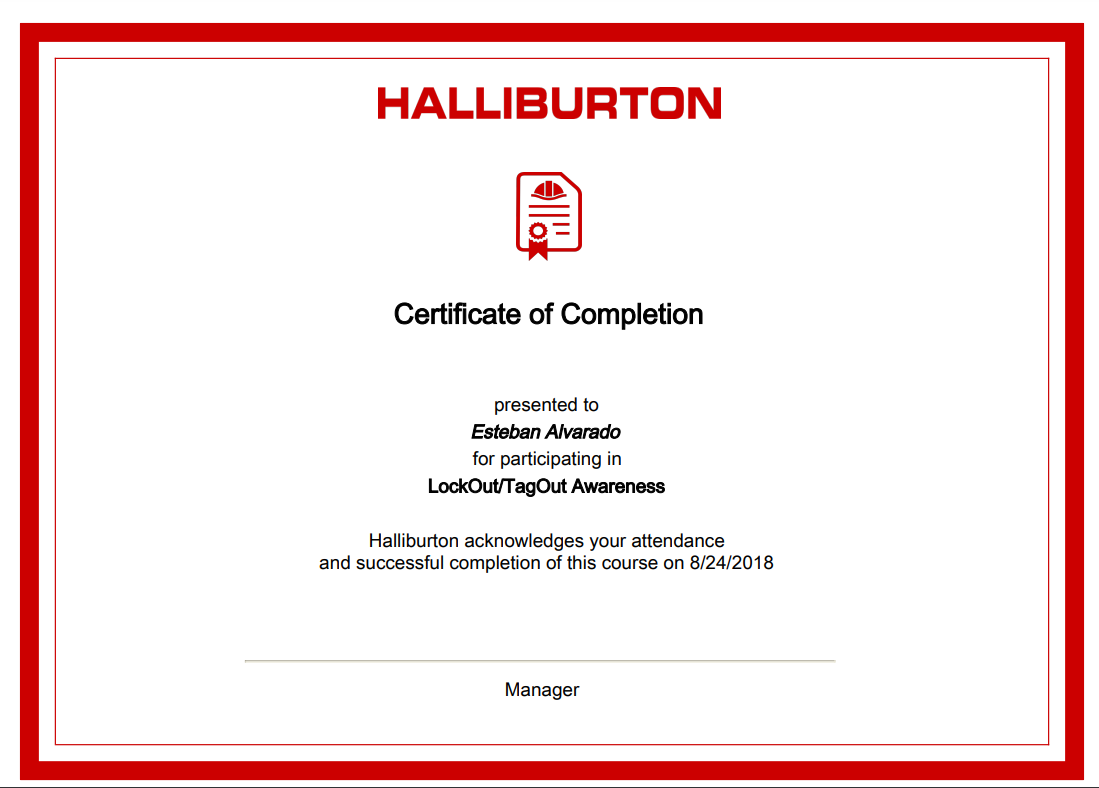 HALLIBURTON
Certificate of Completion
presented to
Esteban Alvarado
for participating in
LockOut/TagOut Awareness
Halliburton acknowledges your attendance
and successful completion of this course on 8/24/2018
Manager